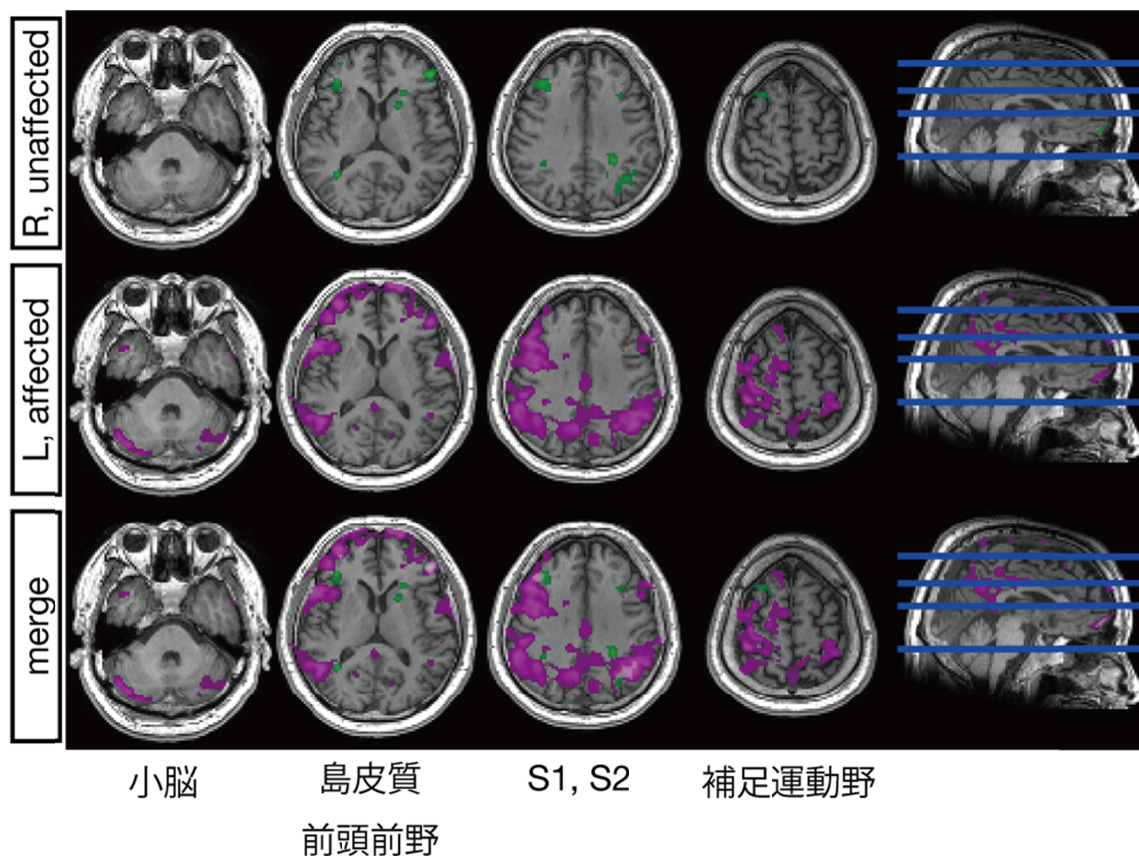 R, unaffected
L, affected
merge
小脳
島皮質
前頭前野
S1, S2
補足運動野